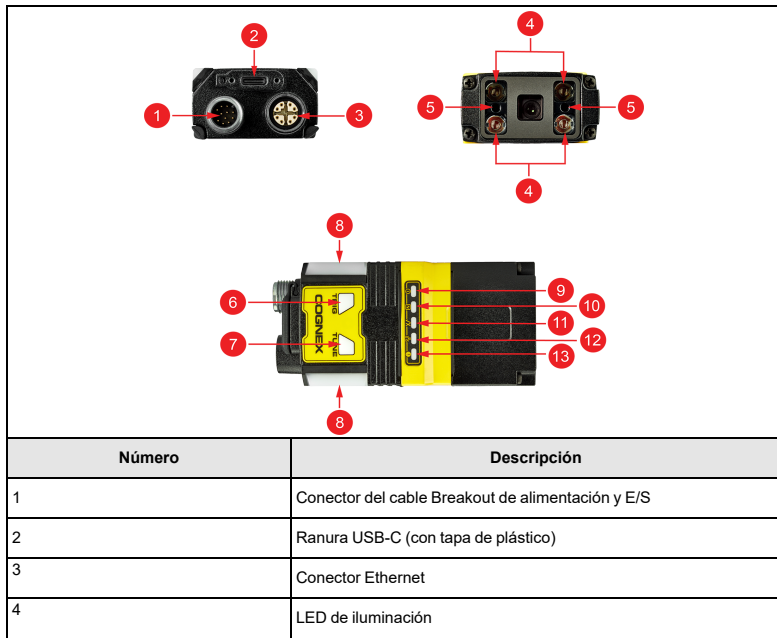 2
4
1
3
5
5
4
8
6
TRIG
COGNEX
7
TUNE
9
10
11
12
13
8
Número
Descripción
1
Conector del cable Breakout de alimentación y E/S
2
Ranura USB-C (con tapa de plástico)
3
Conector Ethernet
4
LED de iluminación